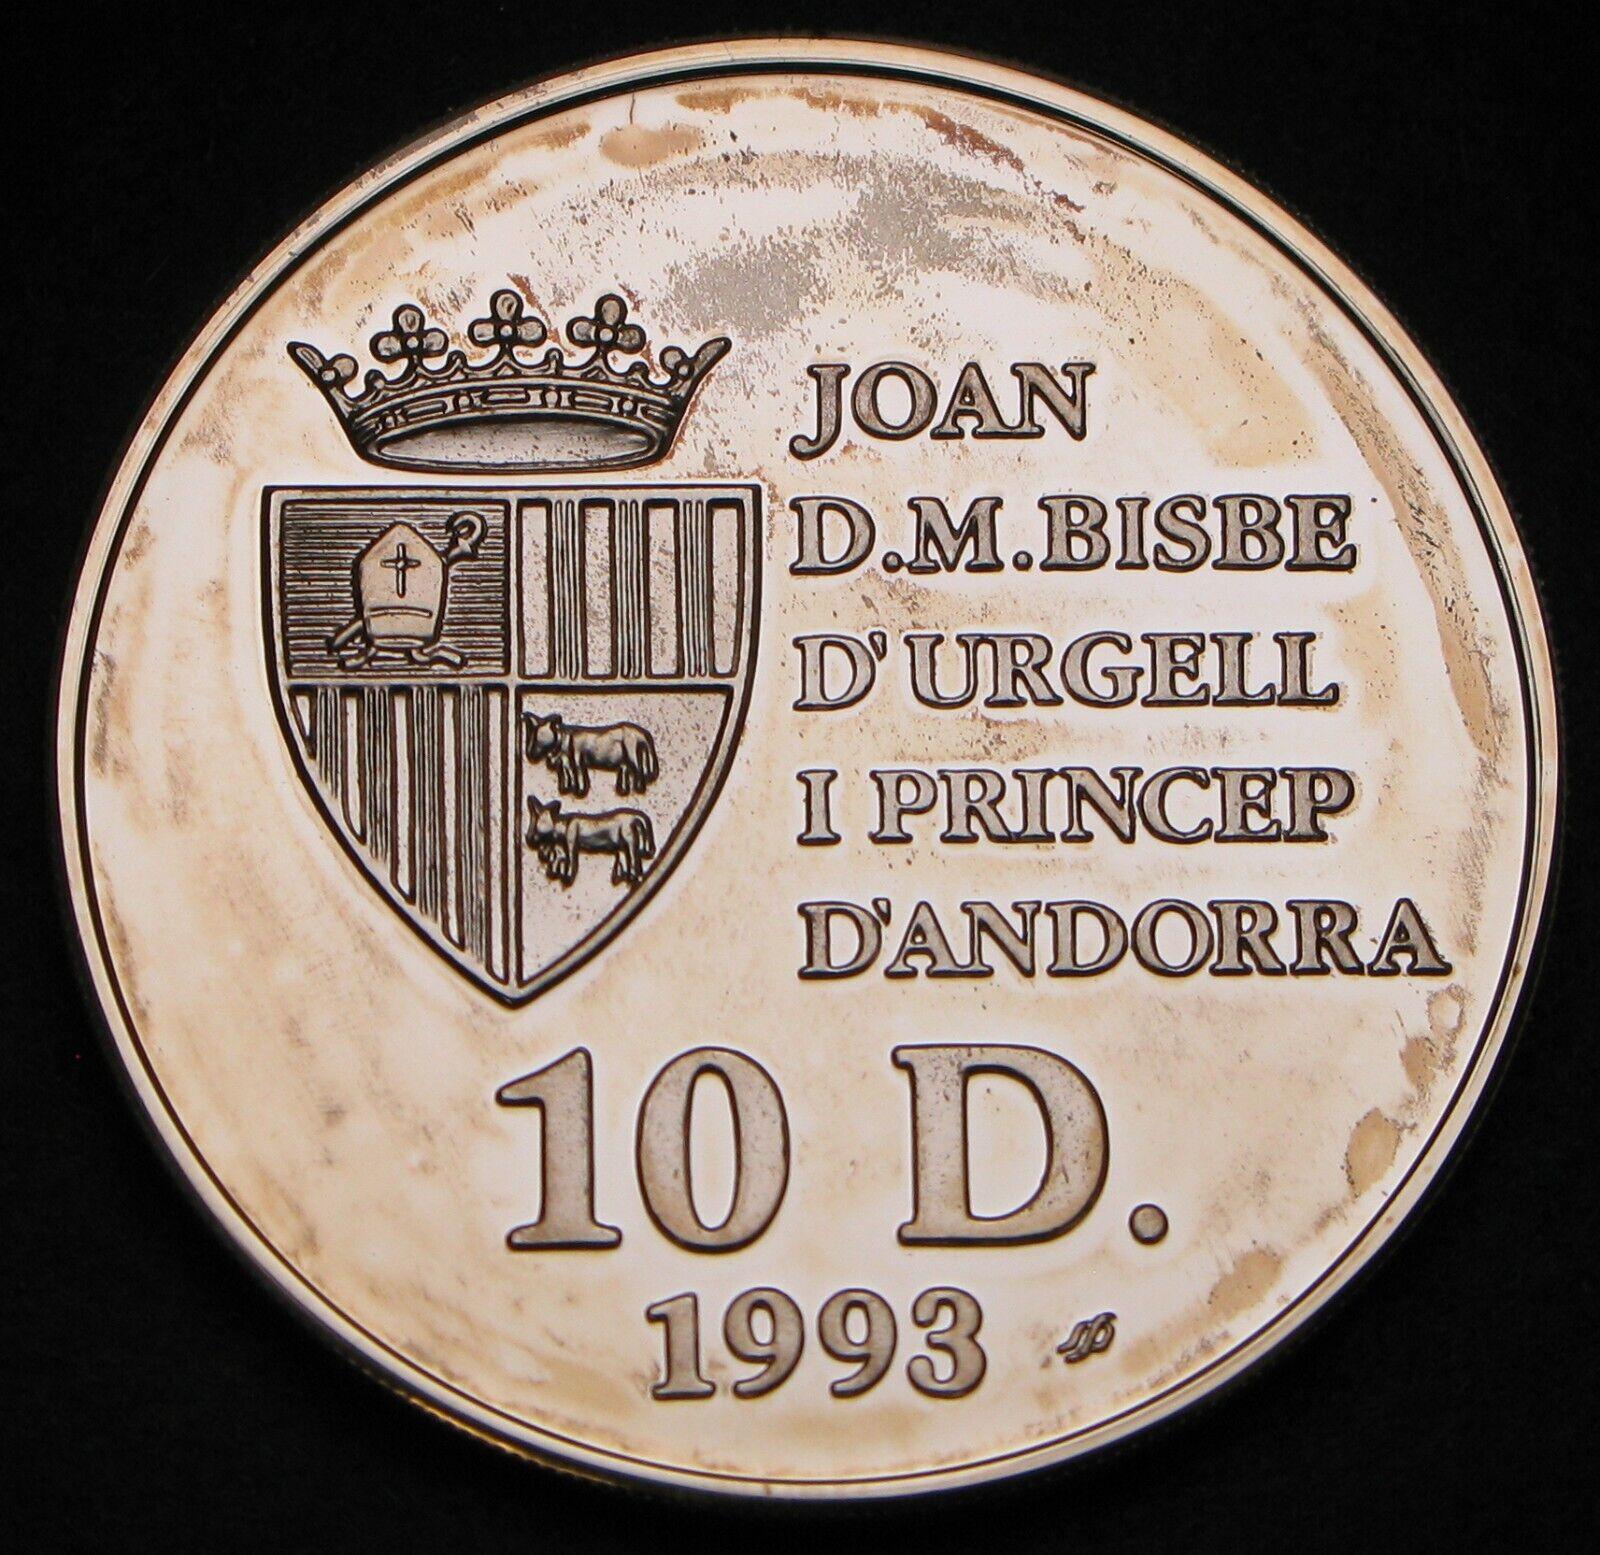 JOAN
D.M.BISBE
D'URGELL
I PRINCEP
D'ANDORRA
10 D.
1993